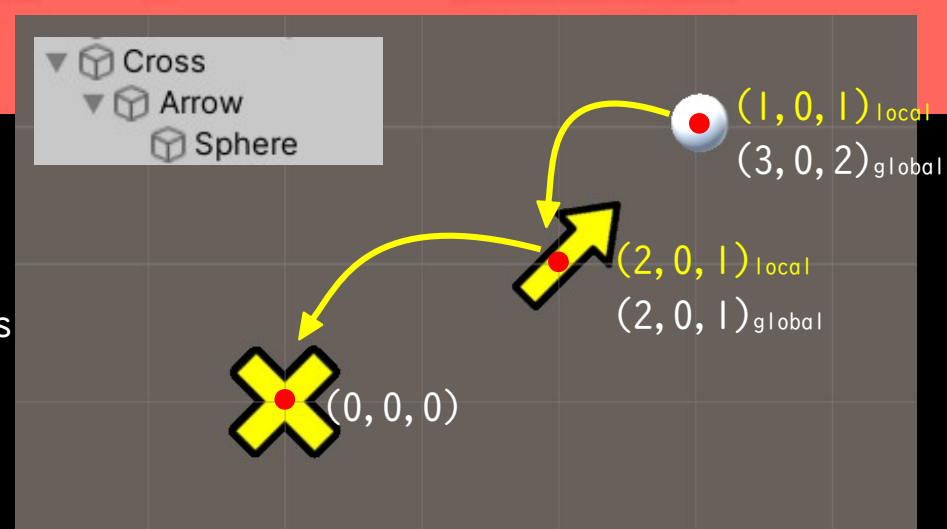 Cross
Arrow
Sphere
(1,0,1)local
(3,0,2)global
(2,0,1)local
(2,0,1)global
s
(0,0,0)